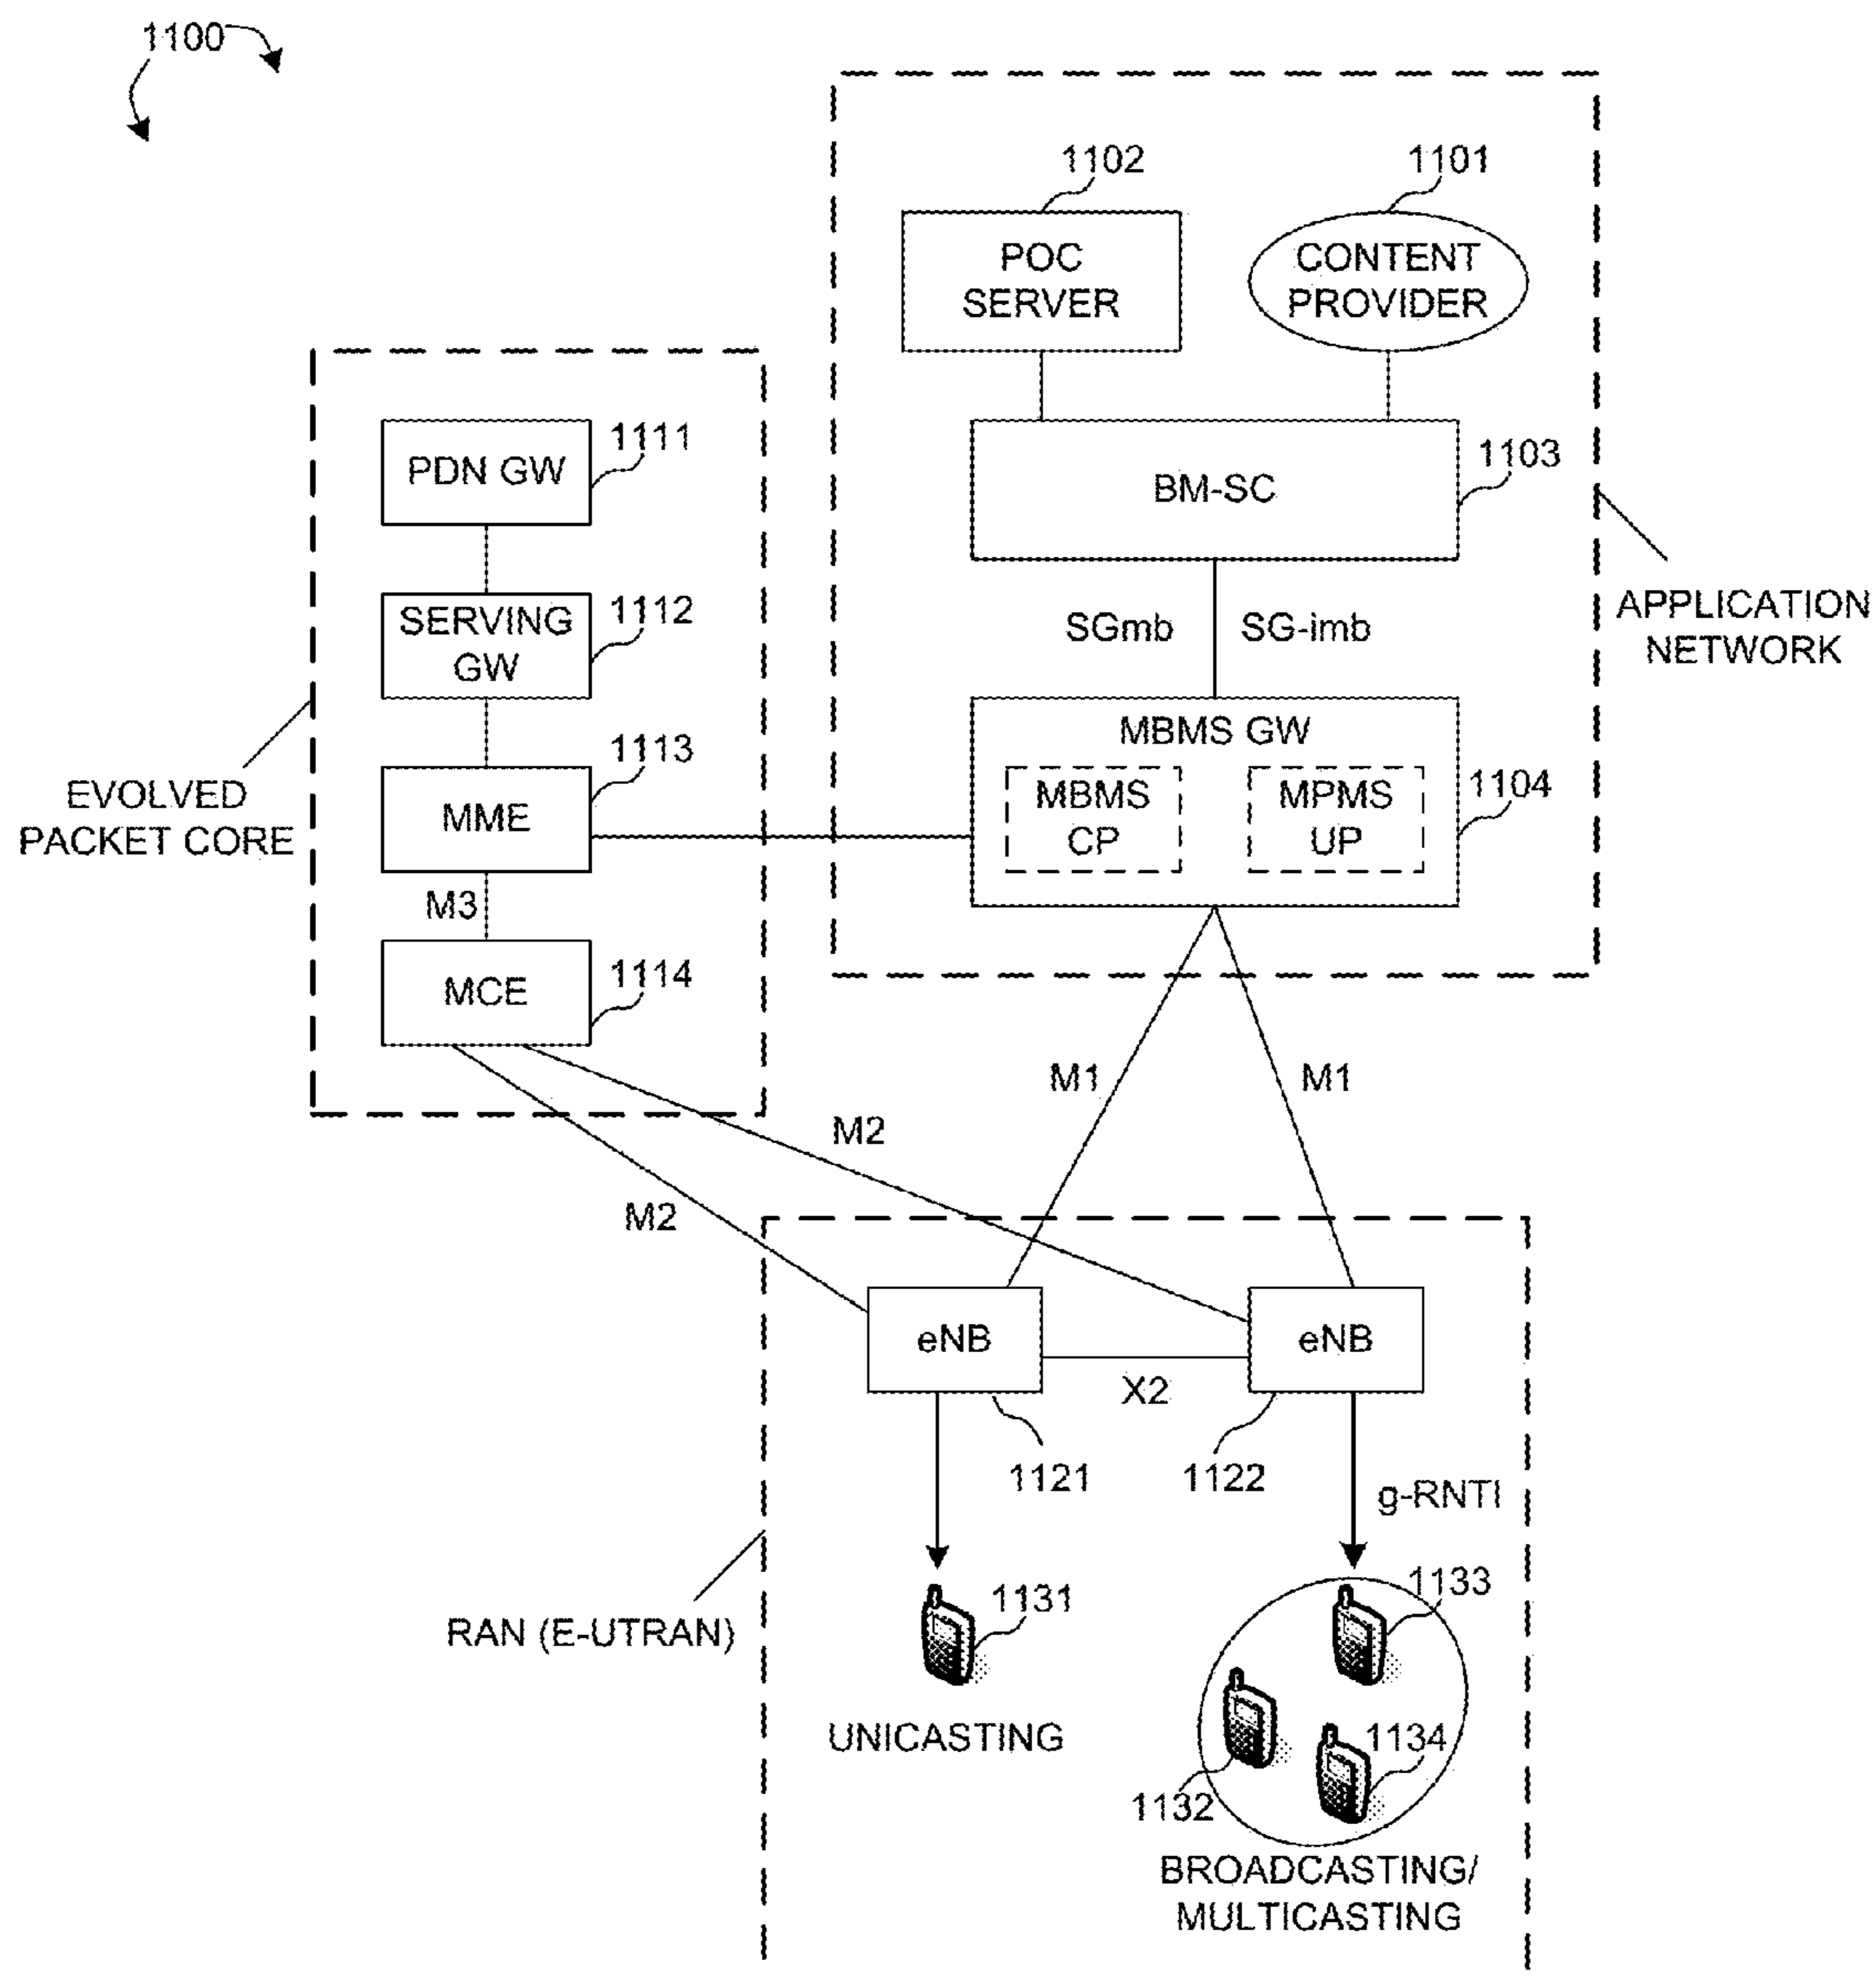 1100
1102
1101
POC
SERVER
CONTENT
PROVIDER
1111
PDN GW
1103
BM-SC
1112
SERVING
GW
SGmb
SG-imb
APPLICATION
NETWORK
1113
MME
MBMS GW
MBMS
CP
MPMS
UP
1104
EVOLVED
PACKET CORE
M3
1114
MCE
M1
M1
M2
M2
eNB
eNB
X2
1121
1122
g-RNTI
1131
1133
RAN (E-UTRAN)
UNICASTING
1134
1132
BROADCASTING/
MULTICASTING